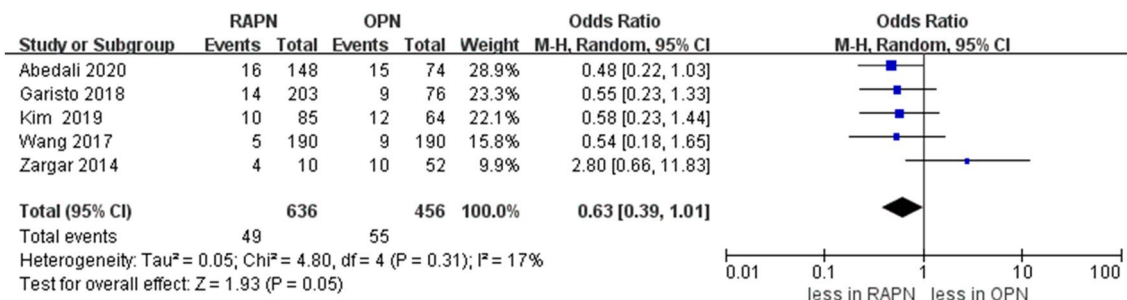 RAPN OPN Odds Ratio Odds Ratio
Study or Subgroup Events Total Events Total Weight M-H, Random, 95% CI M-H, Random, 95% CI
Abedali 2020 16 148 15 74 28.9% 0.48 [0.22, 1.03]
Garisto 2018 14 203 9 76 23.3% 0.55 [0.23, 1.33]
Kim 2019 10 85 12 64 22.1% 0.58 [0.23, 1.44]
Wang 2017 5 190 9 190 15.8% 0.54 [0.18, 1.65]
Zargar 2014 4 10 10 52 9.9% 2.80 [0.66, 11.83]
Total (95% CI) 636 456 100.0% 0.63 [0.39, 1.01]
Total events 49 55
Heterogeneity: Tau² = 0.05; Chi² = 4.80, df = 4 (P = 0.31); I² = 17%
Test for overall effect: Z = 1.93 (P = 0.05)
0.01 0.1 1 10 100
less in RAPN less in OPN